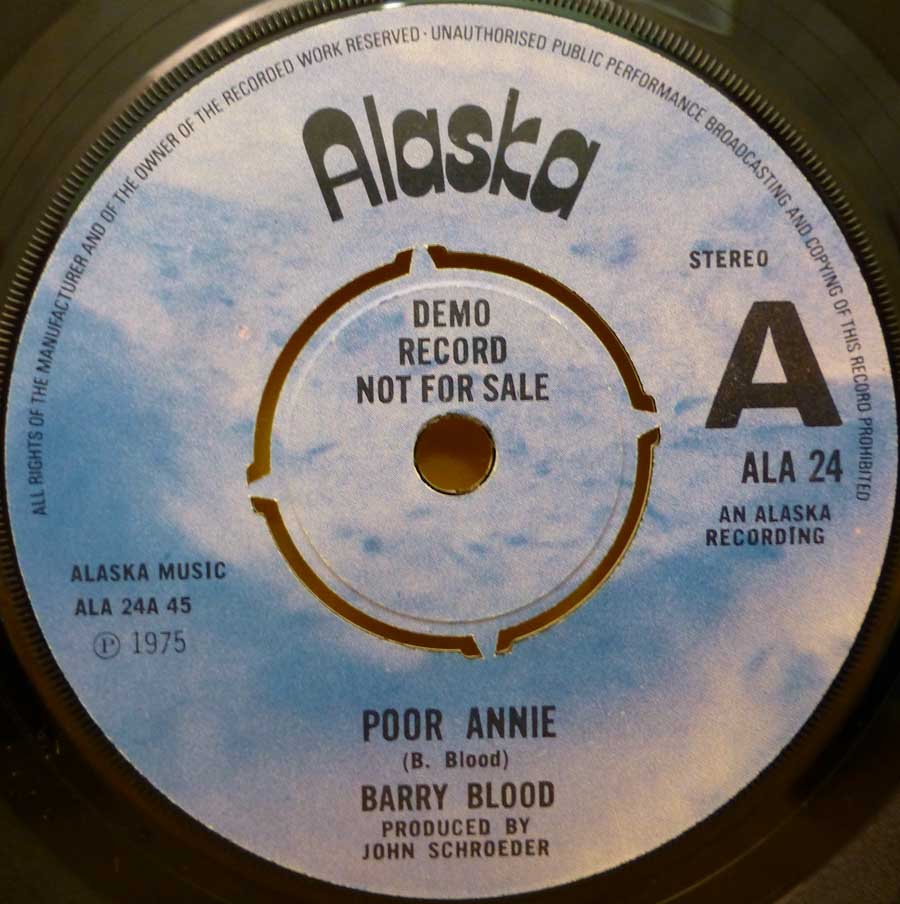 ALL RIGHTS OF THE MANUFACTURER AND OF THE OWNER OF THE RECORDED WORK RESERVED · UNAUTHORISED PUBLIC PERFORMANCE BROADCASTING AND COPYING OF THIS RECORD PROHIBITED
Alaska
STEREO
DEMO
RECORD
NOT FOR SALE
A
ALA 24
AN ALASKA
RECORDING
ALASKA MUSIC
ALA 24A 45
℗ 1975
POOR ANNIE
(B. Blood)
BARRY BLOOD
PRODUCED BY
JOHN SCHROEDER